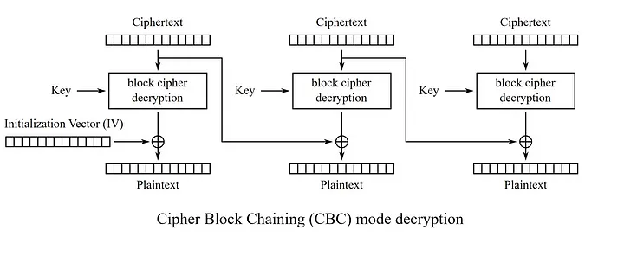 Ciphertext
Ciphertext
Ciphertext
Key
block cipher
decryption
Key
block cipher
decryption
Key
block cipher
decryption
Initialization Vector (IV)
Plaintext
Plaintext
Plaintext
Cipher Block Chaining (CBC) mode decryption